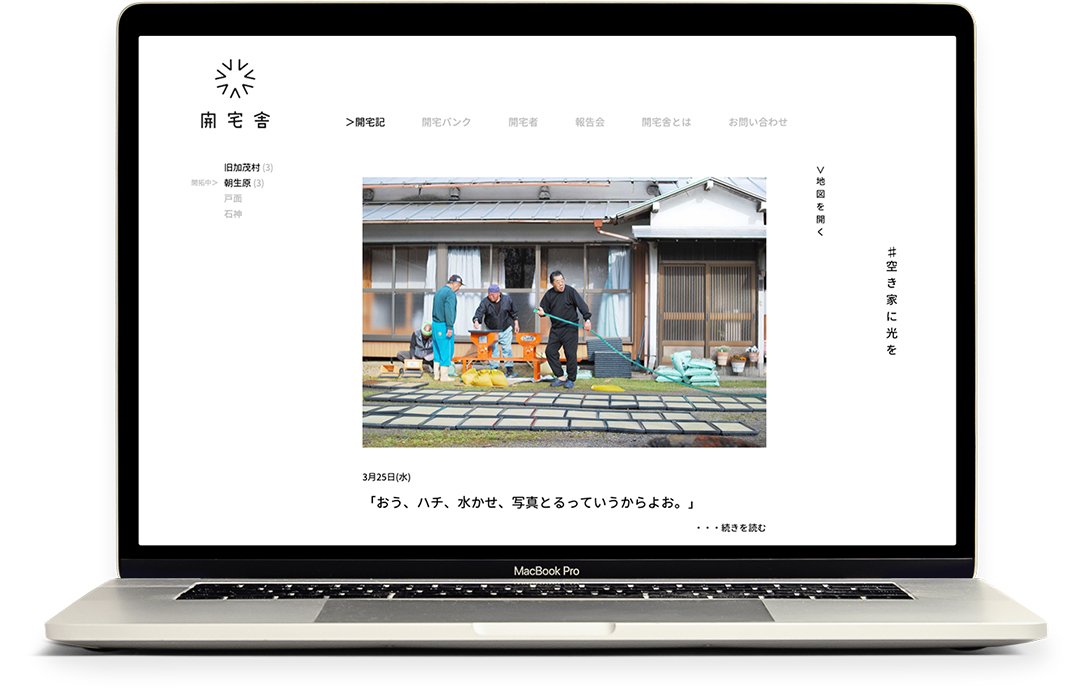 開宅舎
>開宅記
開宅バンク
開宅者
報告会
開宅舎とは
お問い合わせ
旧加茂村 (3)
開拓中> 朝生原 (3)
戸面
石神
>地図を開く
#空き家に光を
3月25日(水)
「おう、ハチ、水かせ、写真とるっていうからよお。」
・・・続きを読む
MacBook Pro